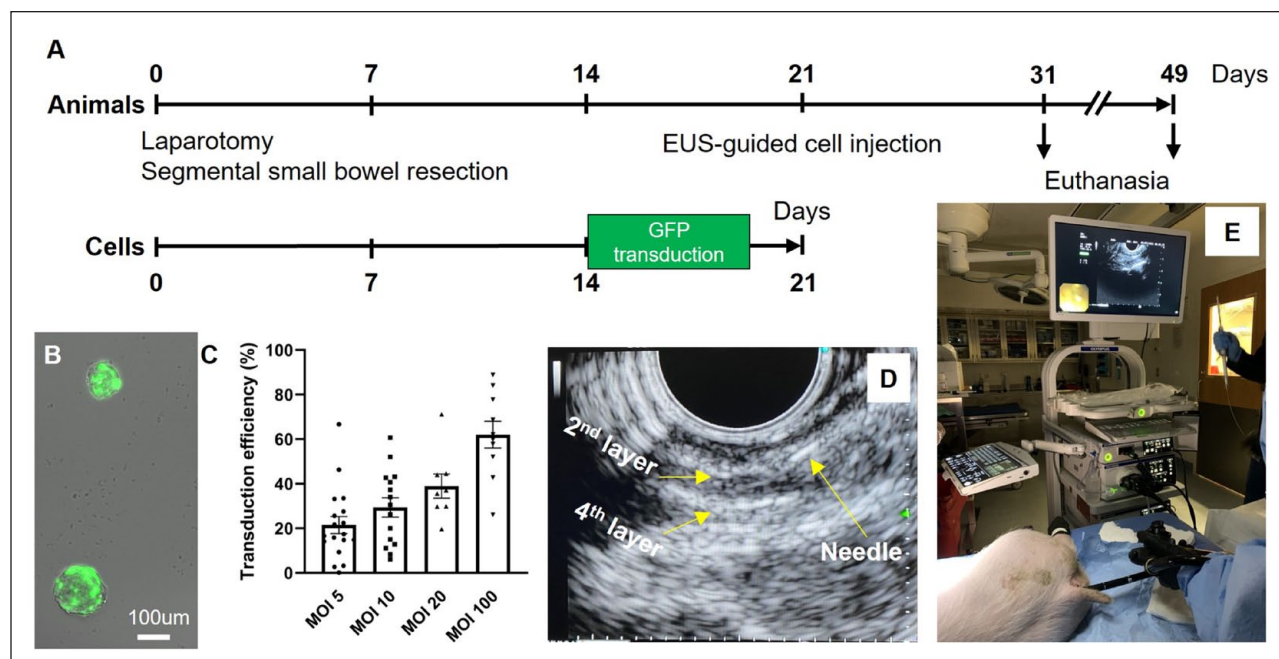 A
0 7 14 21 31 49 Days
Animals
Laparotomy
Segmental small bowel resection
EUS-guided cell injection
Euthanasia
Days
Cells
GFP
transduction
0 7 14 21
B
100um
C
Transduction efficiency (%)
100
80
60
40
20
0
MOI 5
MOI 10
MOI 20
MOI 100
D
2nd layer
4th layer
Needle
E